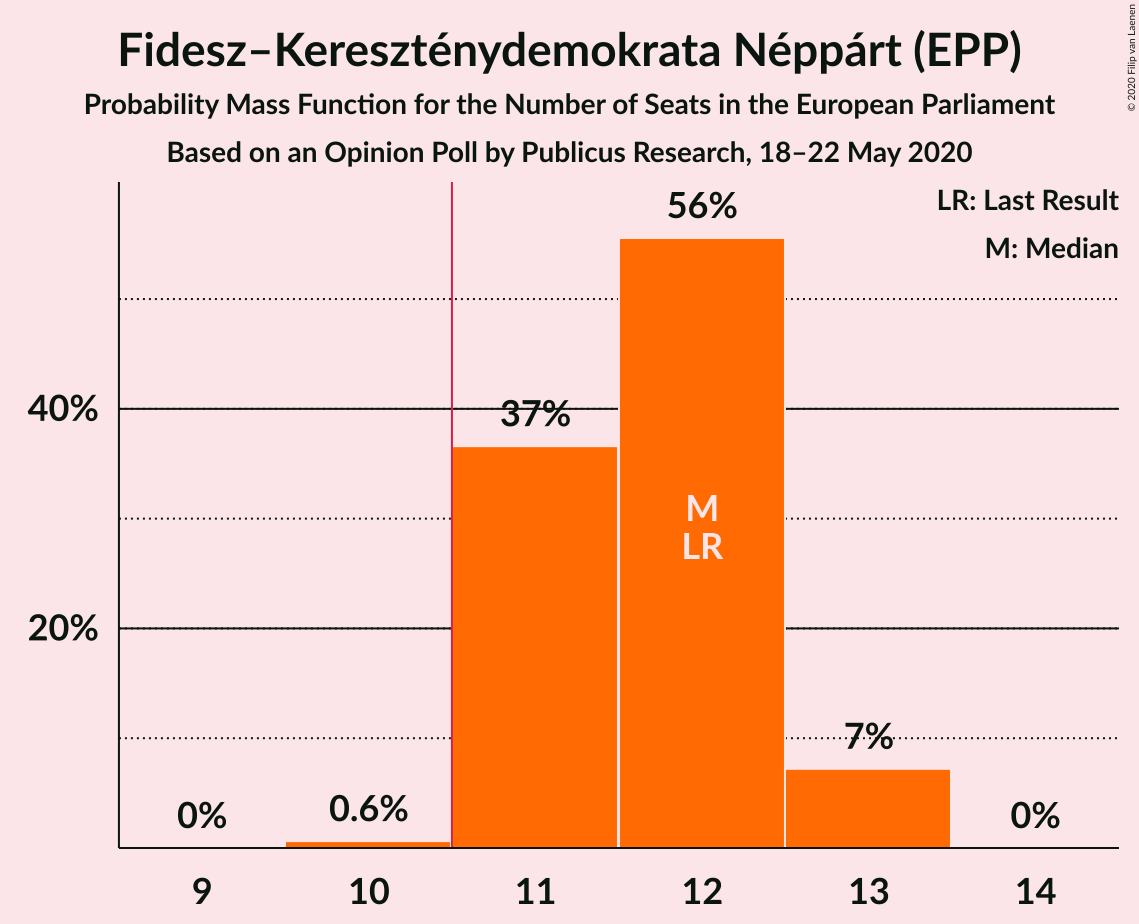 Fidesz–Kereszténydemokrata Néppárt (EPP)
Probability Mass Function for the Number of Seats in the European Parliament
Based on an Opinion Poll by Publicus Research, 18–22 May 2020
© 2020 Filip van Laenen
LR: Last Result
M: Median
56%
40%
37%
M
LR
20%
7%
0%
0.6%
0%
9
10
11
12
13
14